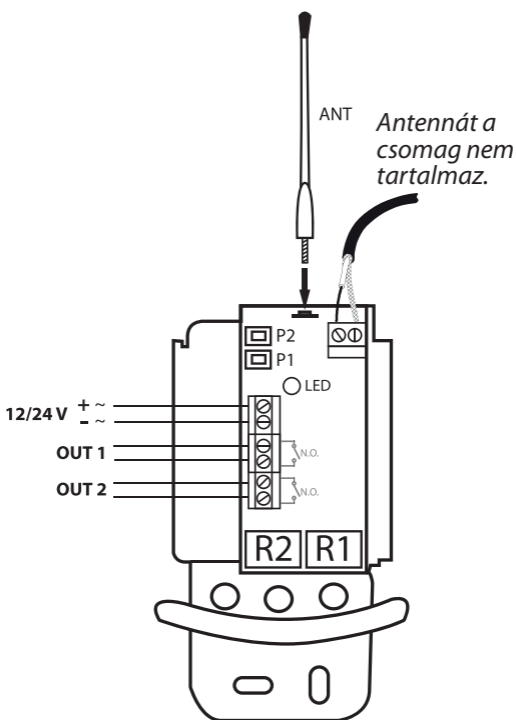 ANT
Antennát a
csomag nem
tartalmaz.
P2
P1
LED
12/24 V + ~
- ~
OUT 1
N.O.
OUT 2
N.O.
R2 R1